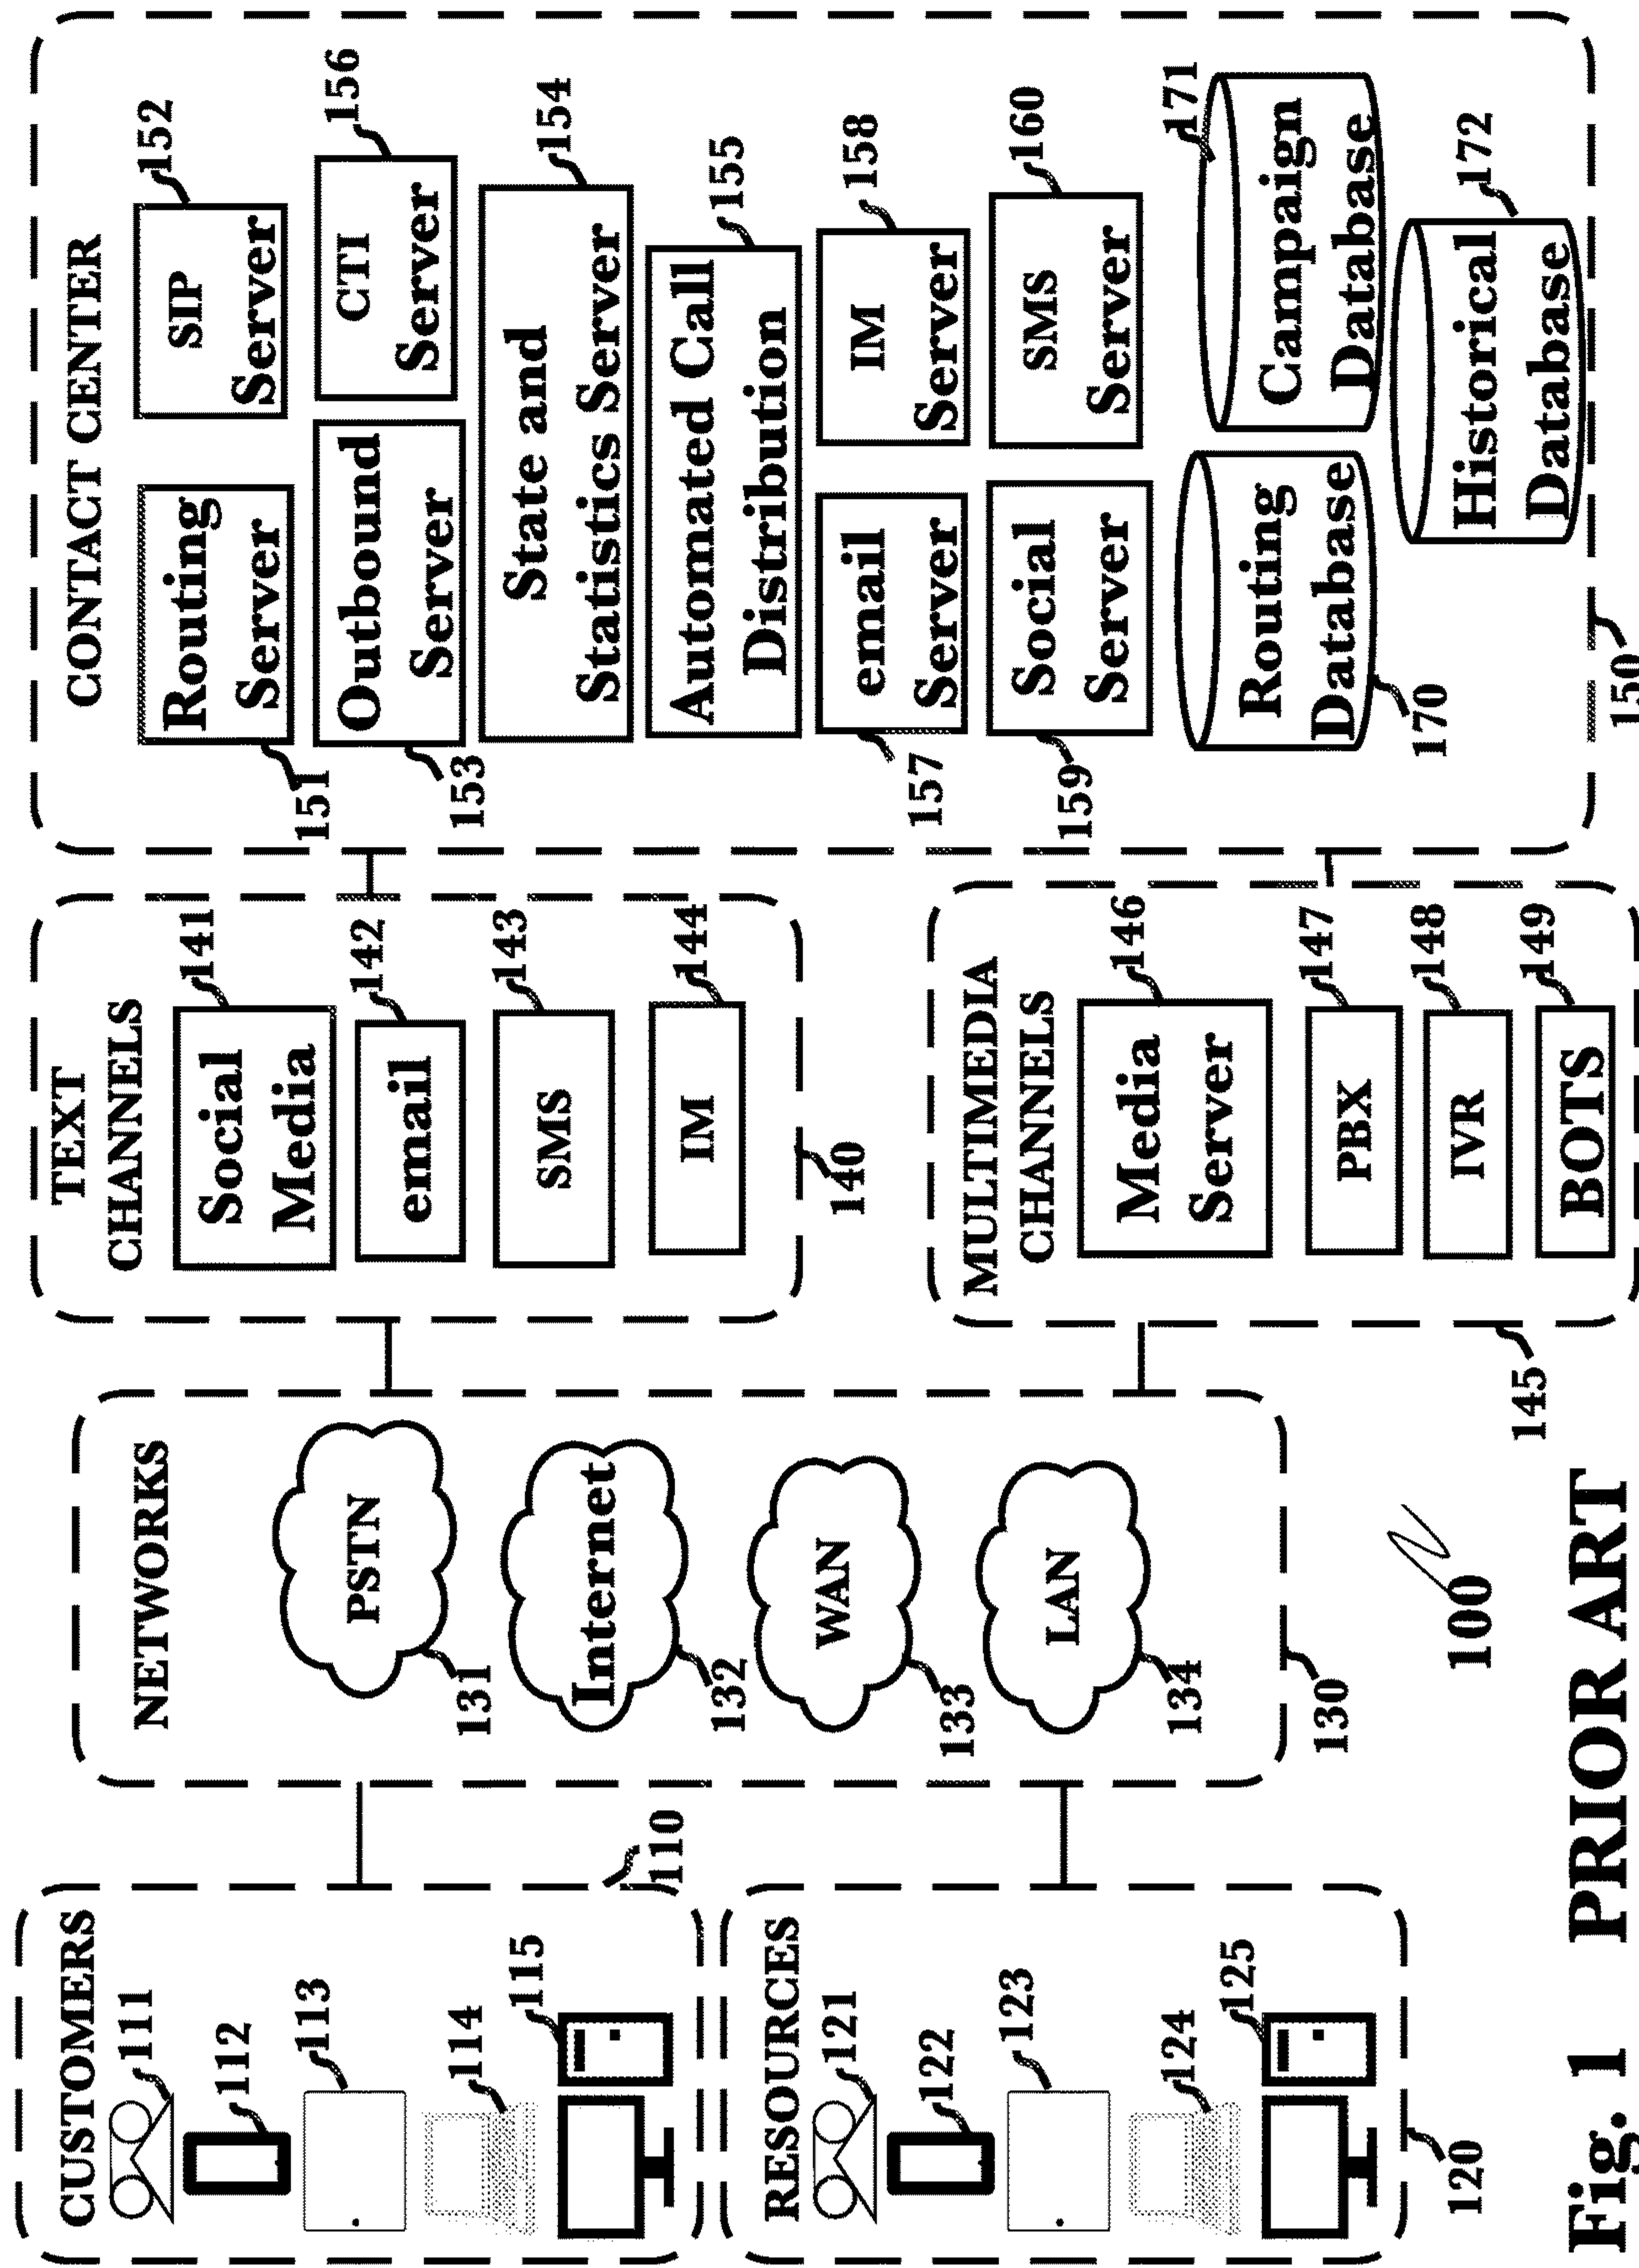 CUSTOMERS
111
112
113
114
115
110
RESOURCES
121
122
123
124
125
120
NETWORKS
PSTN
131
Internet
132
WAN
133
LAN
134
130
TEXT
CHANNELS
141
Social
Media
142
email
143
SMS
144
IM
140
MULTIMEDIA
CHANNELS
146
Media
Server
147
PBX
148
IVR
149
BOTS
145
CONTACT CENTER
Routing
Server
151
SIP
Server
152
Outbound
Server
153
CTI
Server
156
State and
Statistics Server
154
Automated Call
Distribution
155
email
Server
157
IM
Server
158
Social
Server
159
SMS
Server
160
Routing
Database
170
Campaign
Database
171
Historical
Database
172
150
100
Fig. 1 PRIOR ART